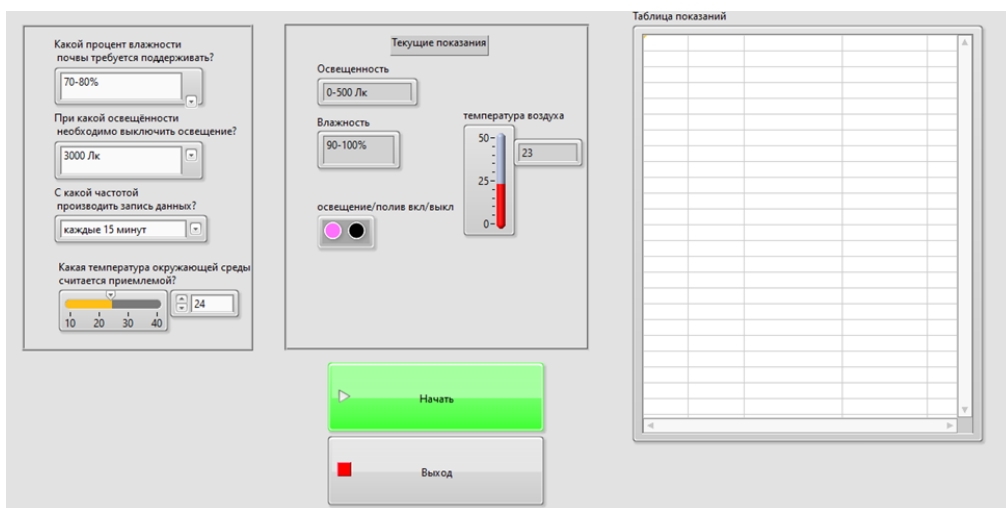 Какой процент влажности
почвы требуется поддерживать?
70-80%
При какой освещённости
необходимо выключить освещение?
3000 Лк
С какой частотой
производить запись данных?
каждые 15 минут
Какая температура окружающей среды
считается приемлемой?
24
10 20 30 40
Текущие показания
Освещенность
0-500 Лк
Влажность
90-100%
температура воздуха
50
25
0
23
освещение/полив вкл/выкл
Начать
Выход
Таблица показаний